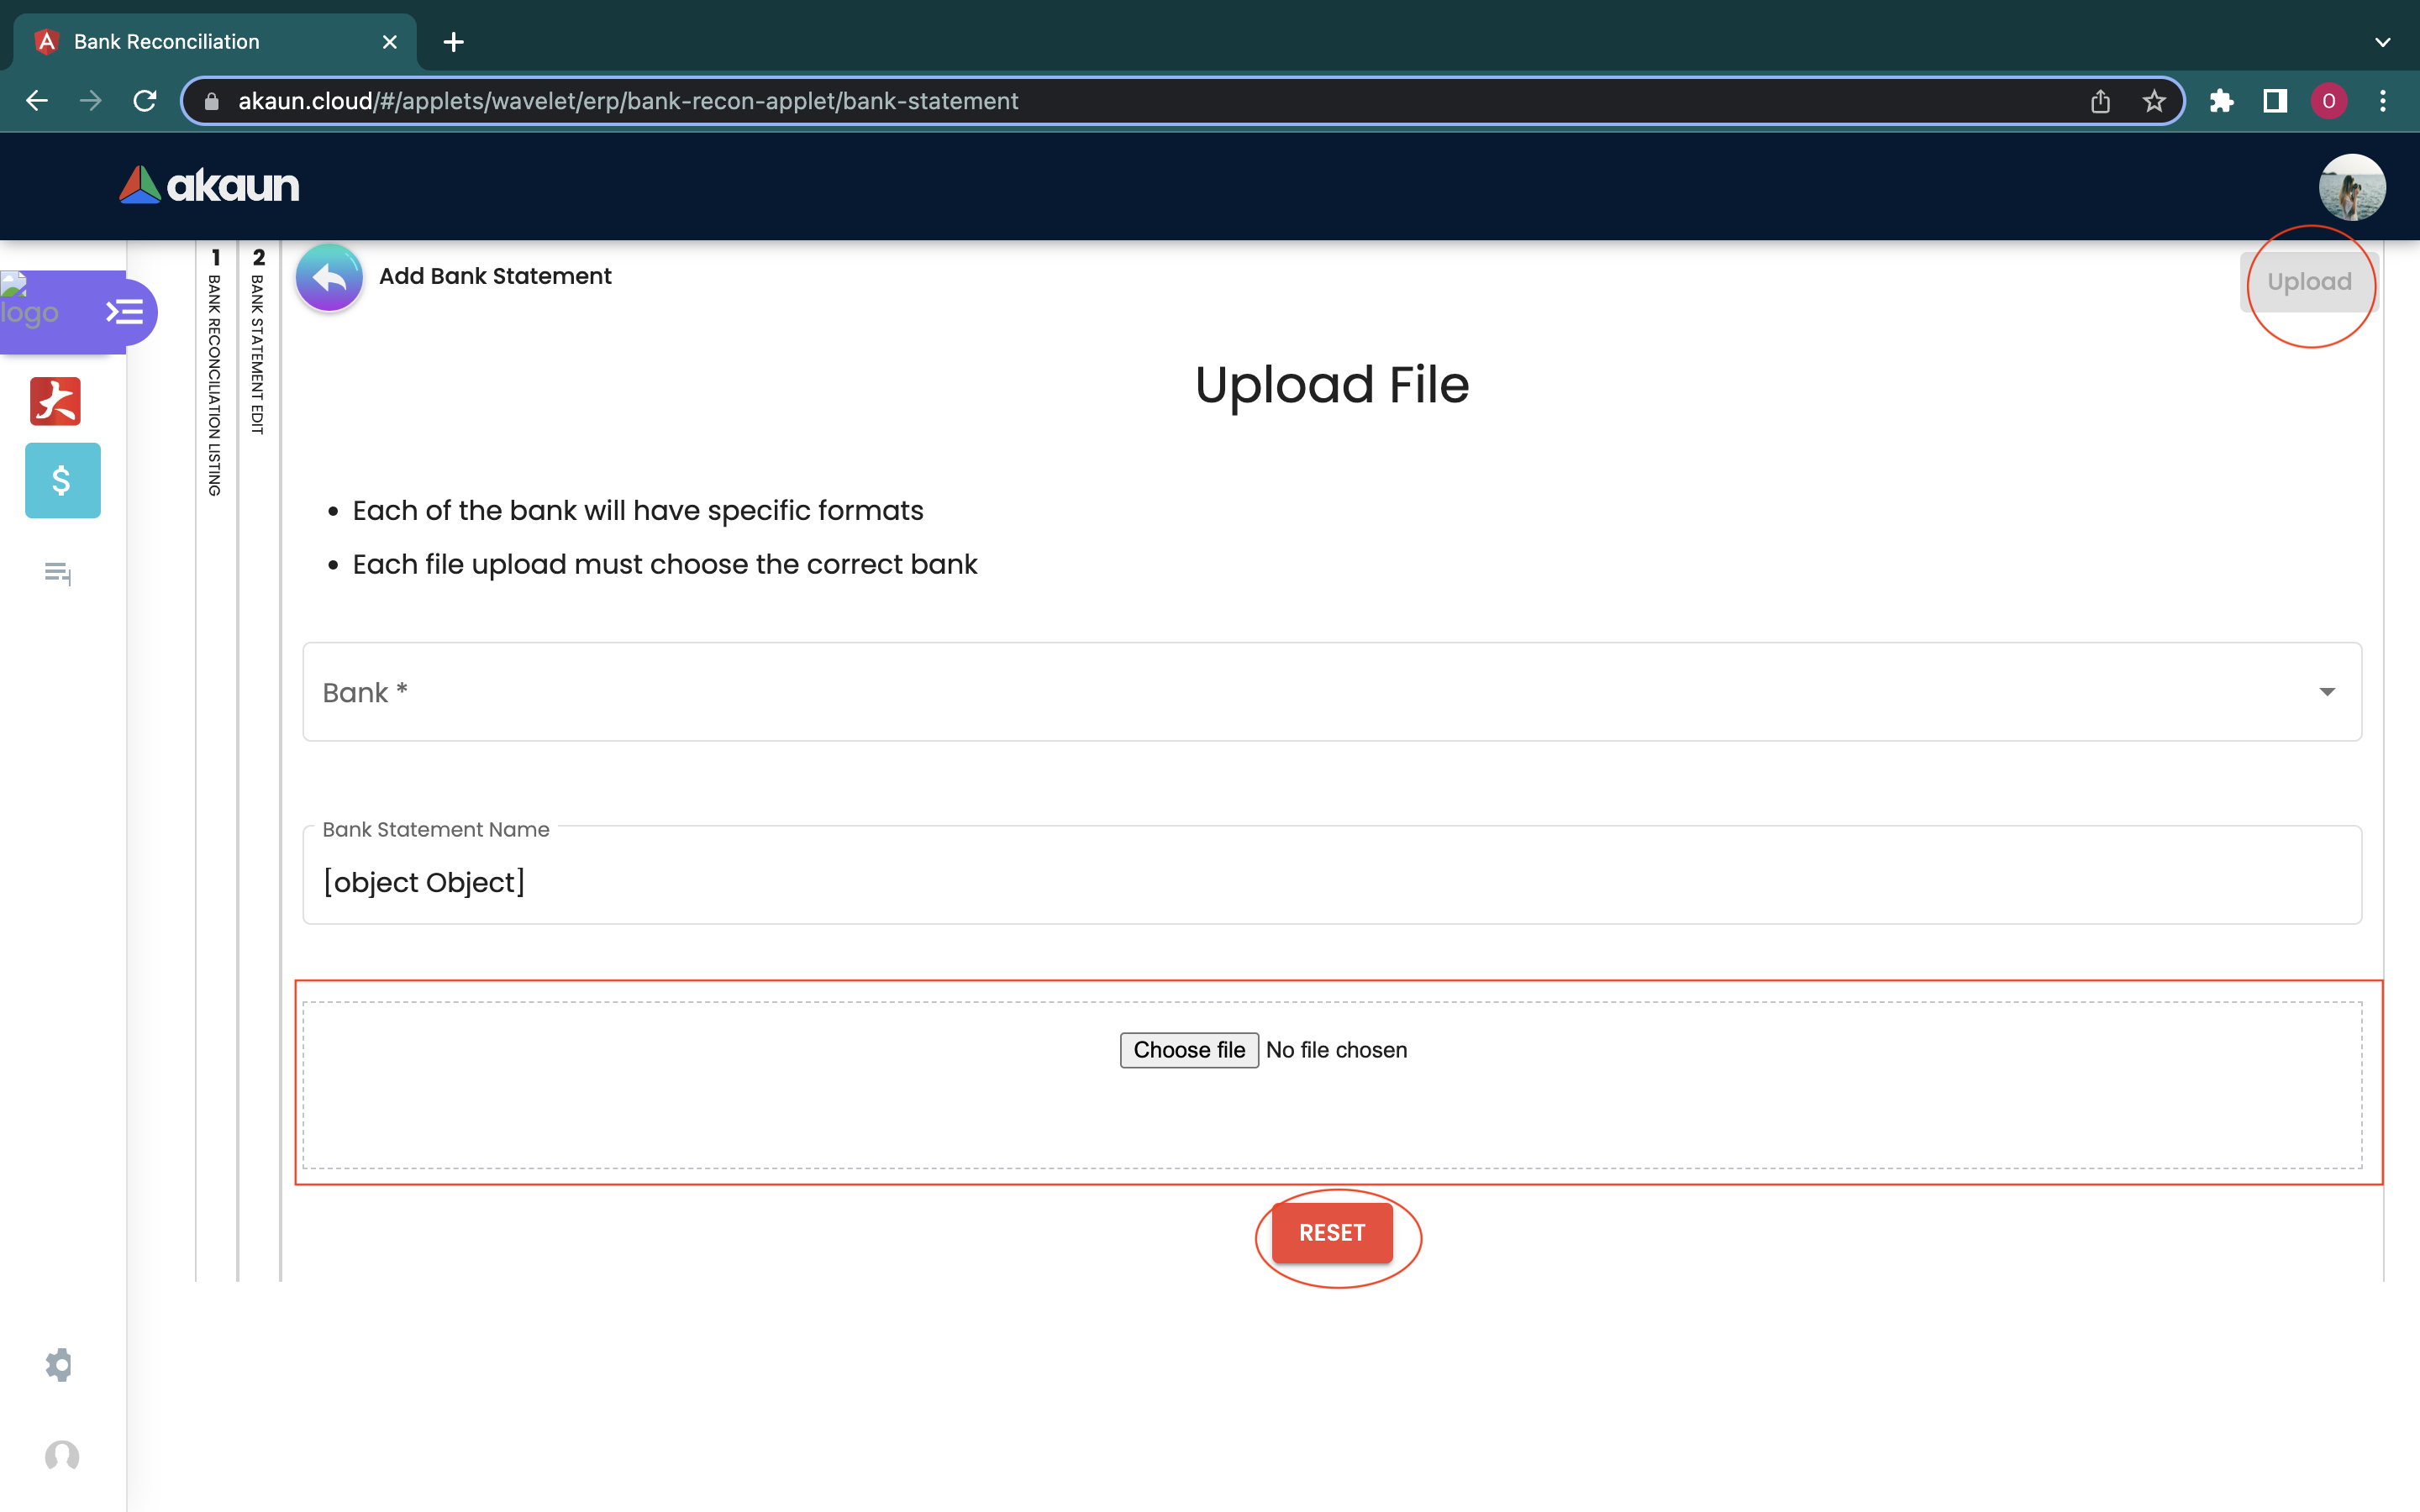 Bank Reconciliation
akaun.cloud/#/applets/wavelet/erp/bank-recon-applet/bank-statement
O
akaun
logo
1
BANK RECONCILIATION LISTING
2
BANK STATEMENT EDIT
Add Bank Statement
Upload
Upload File
Each of the bank will have specific formats
Each file upload must choose the correct bank
Bank *
Bank Statement Name
[object Object]
Choose file No file chosen
RESET